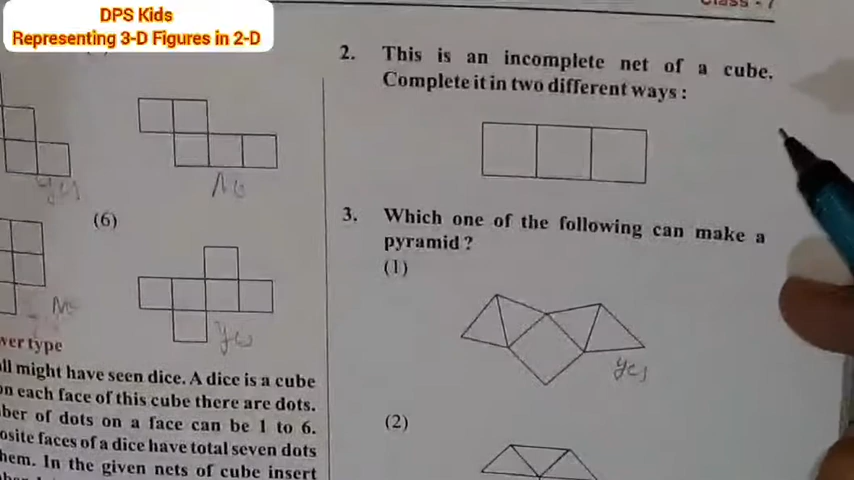 DPS Kids
Representing 3-D Figures in 2-D
Class - 7
2. This is an incomplete net of a cube.
Complete it in two different ways :
yes
No
(6)
3. Which one of the following can make a
pyramid ?
(1)
No
yes
yes
wer type
all might have seen dice. A dice is a cube
on each face of this cube there are dots.
ber of dots on a face can be 1 to 6.
osite faces of a dice have total seven dots
hem. In the given nets of cube insert
(2)